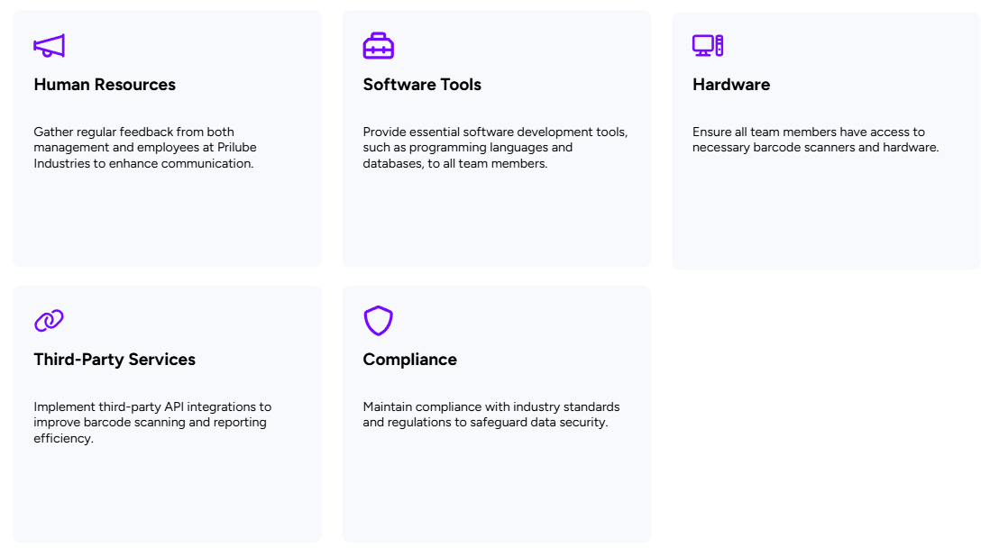 Human Resources
Gather regular feedback from both
management and employees at Prilube
Industries to enhance communication.
Software Tools
Provide essential software development tools,
such as programming languages and
databases, to all team members.
Hardware
Ensure all team members have access to
necessary barcode scanners and hardware.
Third-Party Services
Implement third-party API integrations to
improve barcode scanning and reporting
efficiency.
Compliance
Maintain compliance with industry standards
and regulations to safeguard data security.